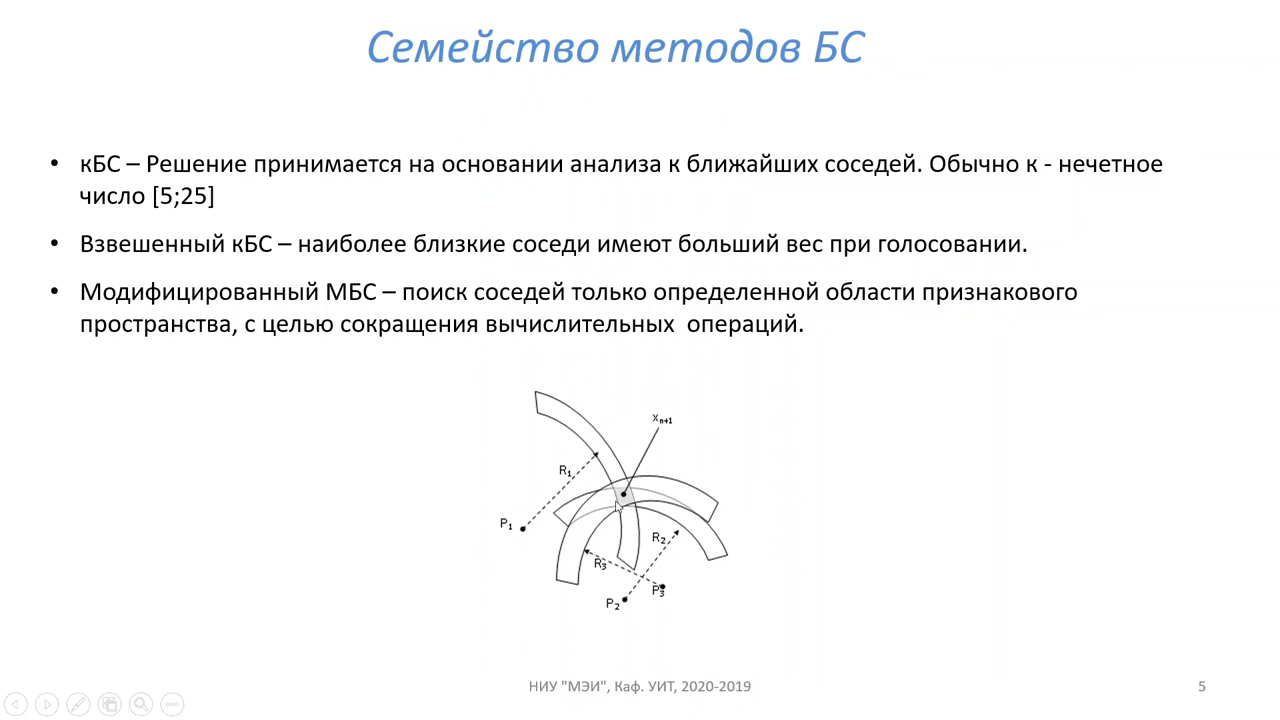 Семейство методов БС
• кБС – Решение принимается на основании анализа к ближайших соседей. Обычно к - нечетное
число [5;25]
• Взвешенный кБС – наиболее близкие соседи имеют больший вес при голосовании.
• Модифицированный МБС – поиск соседей только определенной области признакового
пространства, с целью сокращения вычислительных  операций.
Xn+1
R1
P1
R2
R3
P3
P2
НИУ "МЭИ", Каф. УИТ, 2020-2019
5